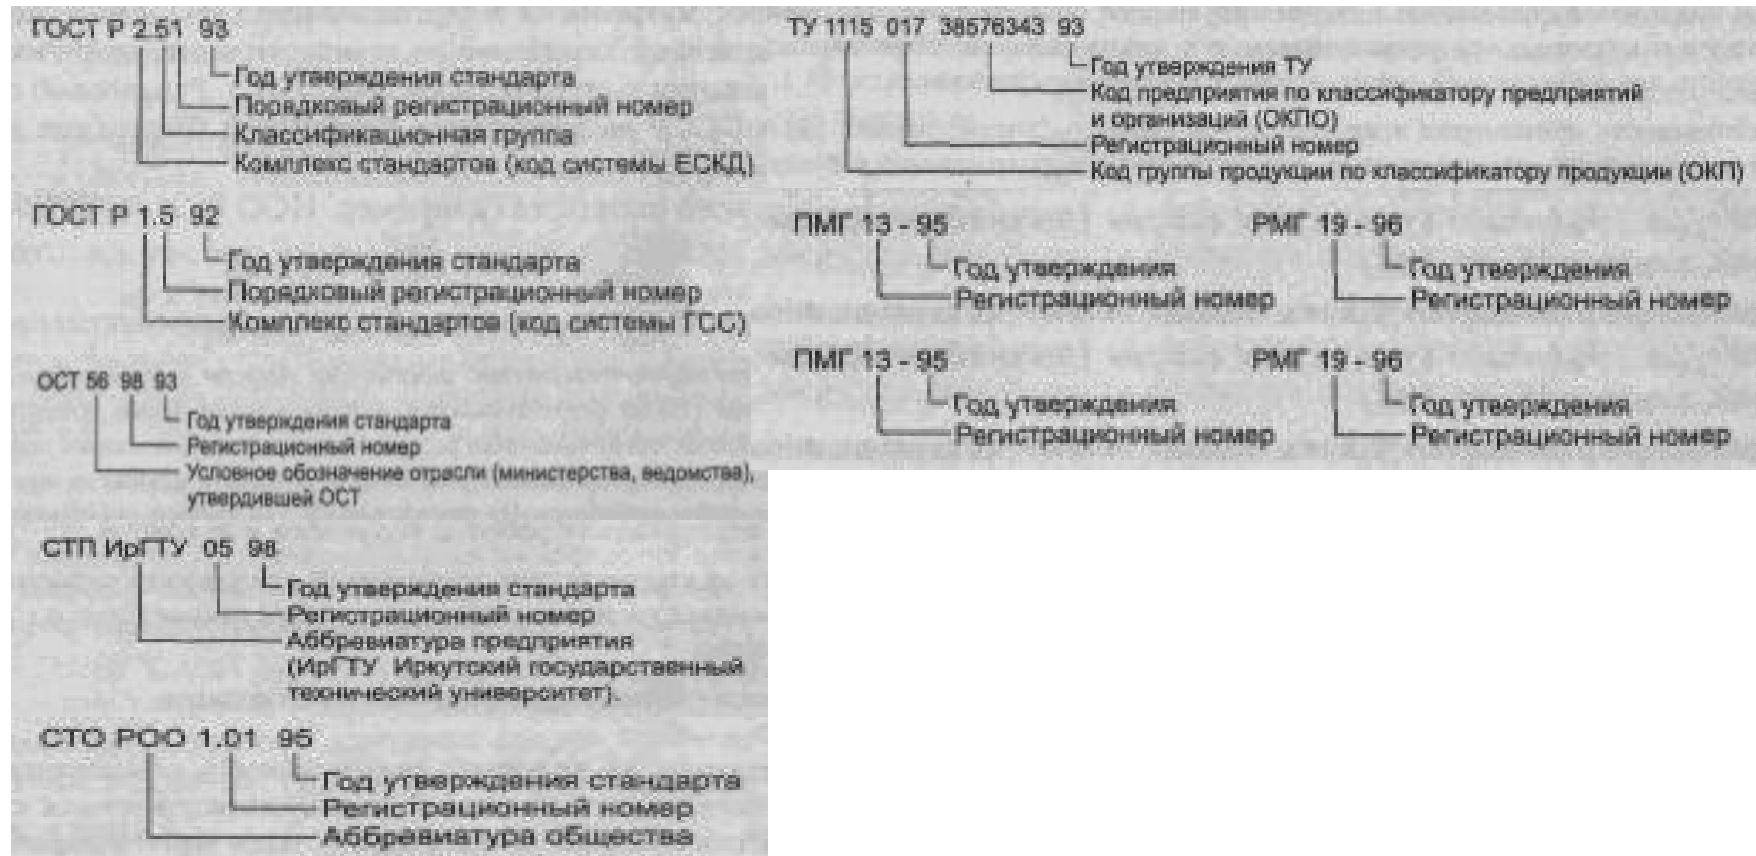 ГОСТ Р 2.51 93
Год утверждения стандарта
Порядковый регистрационный номер
Классификационная группа
Комплекс стандартов (код системы ЕСКД)
ГОСТ Р 1.5 92
Год утверждения стандарта
Порядковый регистрационный номер
Комплекс стандартов (код системы ГСС)
ОСТ 56 98 93
Год утверждения стандарта
Регистрационный номер
Условное обозначение отрасли (министерства, ведомства),
утвердившей ОСТ
СТП ИрГТУ 05 98
Год утверждения стандарта
Регистрационный номер
Аббревиатура предприятия
(ИрГТУ Иркутский государственный
технический университет).
СТО РОО 1.01 95
Год утверждения стандарта
Регистрационный номер
Аббревиатура общества
ТУ 1115 017 38576343 93
Год утверждения ТУ
Код предприятия по классификатору предприятий
и организаций (ОКПО)
Регистрационный номер
Код группы продукции по классификатору продукции (ОКП)
ПМГ 13 - 95
Год утверждения
Регистрационный номер
РМГ 19 - 96
Год утверждения
Регистрационный номер
ПМГ 13 - 95
Год утверждения
Регистрационный номер
РМГ 19 - 96
Год утверждения
Регистрационный номер